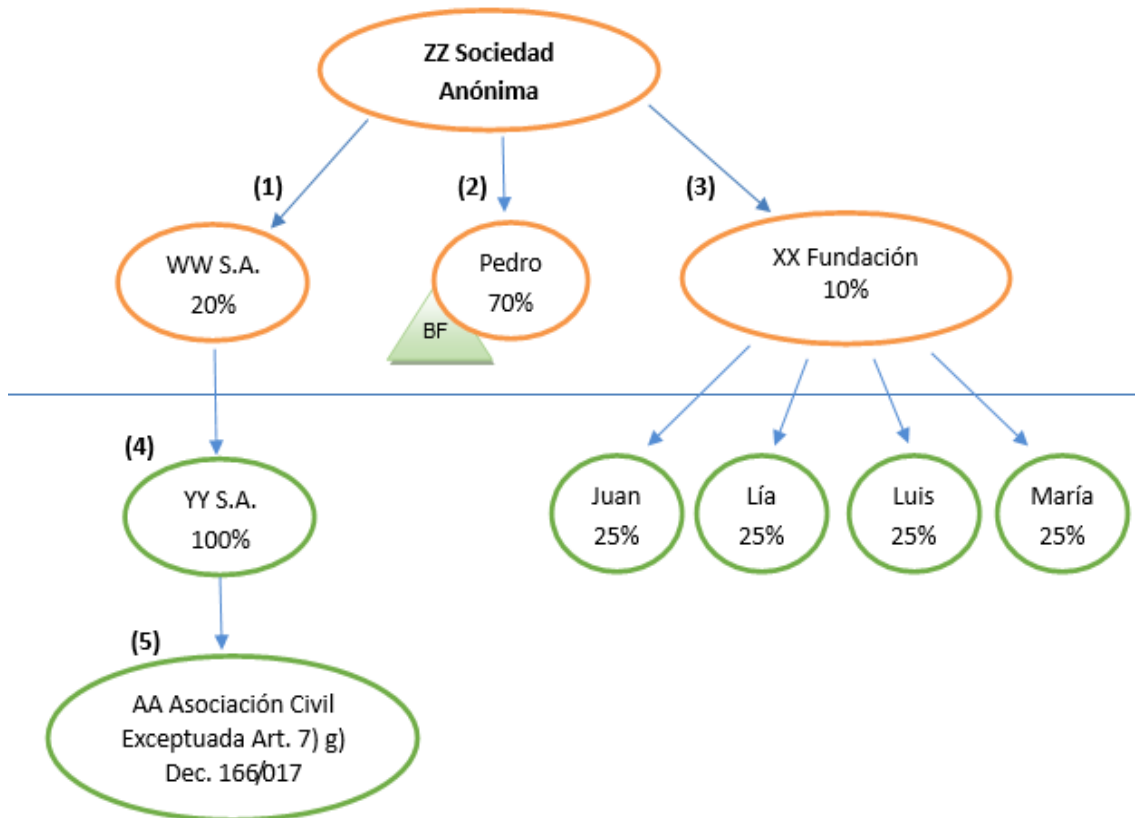 ZZ Sociedad
Anónima
(1)
(2)
(3)
WW S.A.
20%
Pedro
70%
BF
XX Fundación
10%
(4)
YY S.A.
100%
Juan
25%
Lía
25%
Luis
25%
María
25%
(5)
AA Asociación Civil
Exceptuada Art. 7) g)
Dec. 166/017